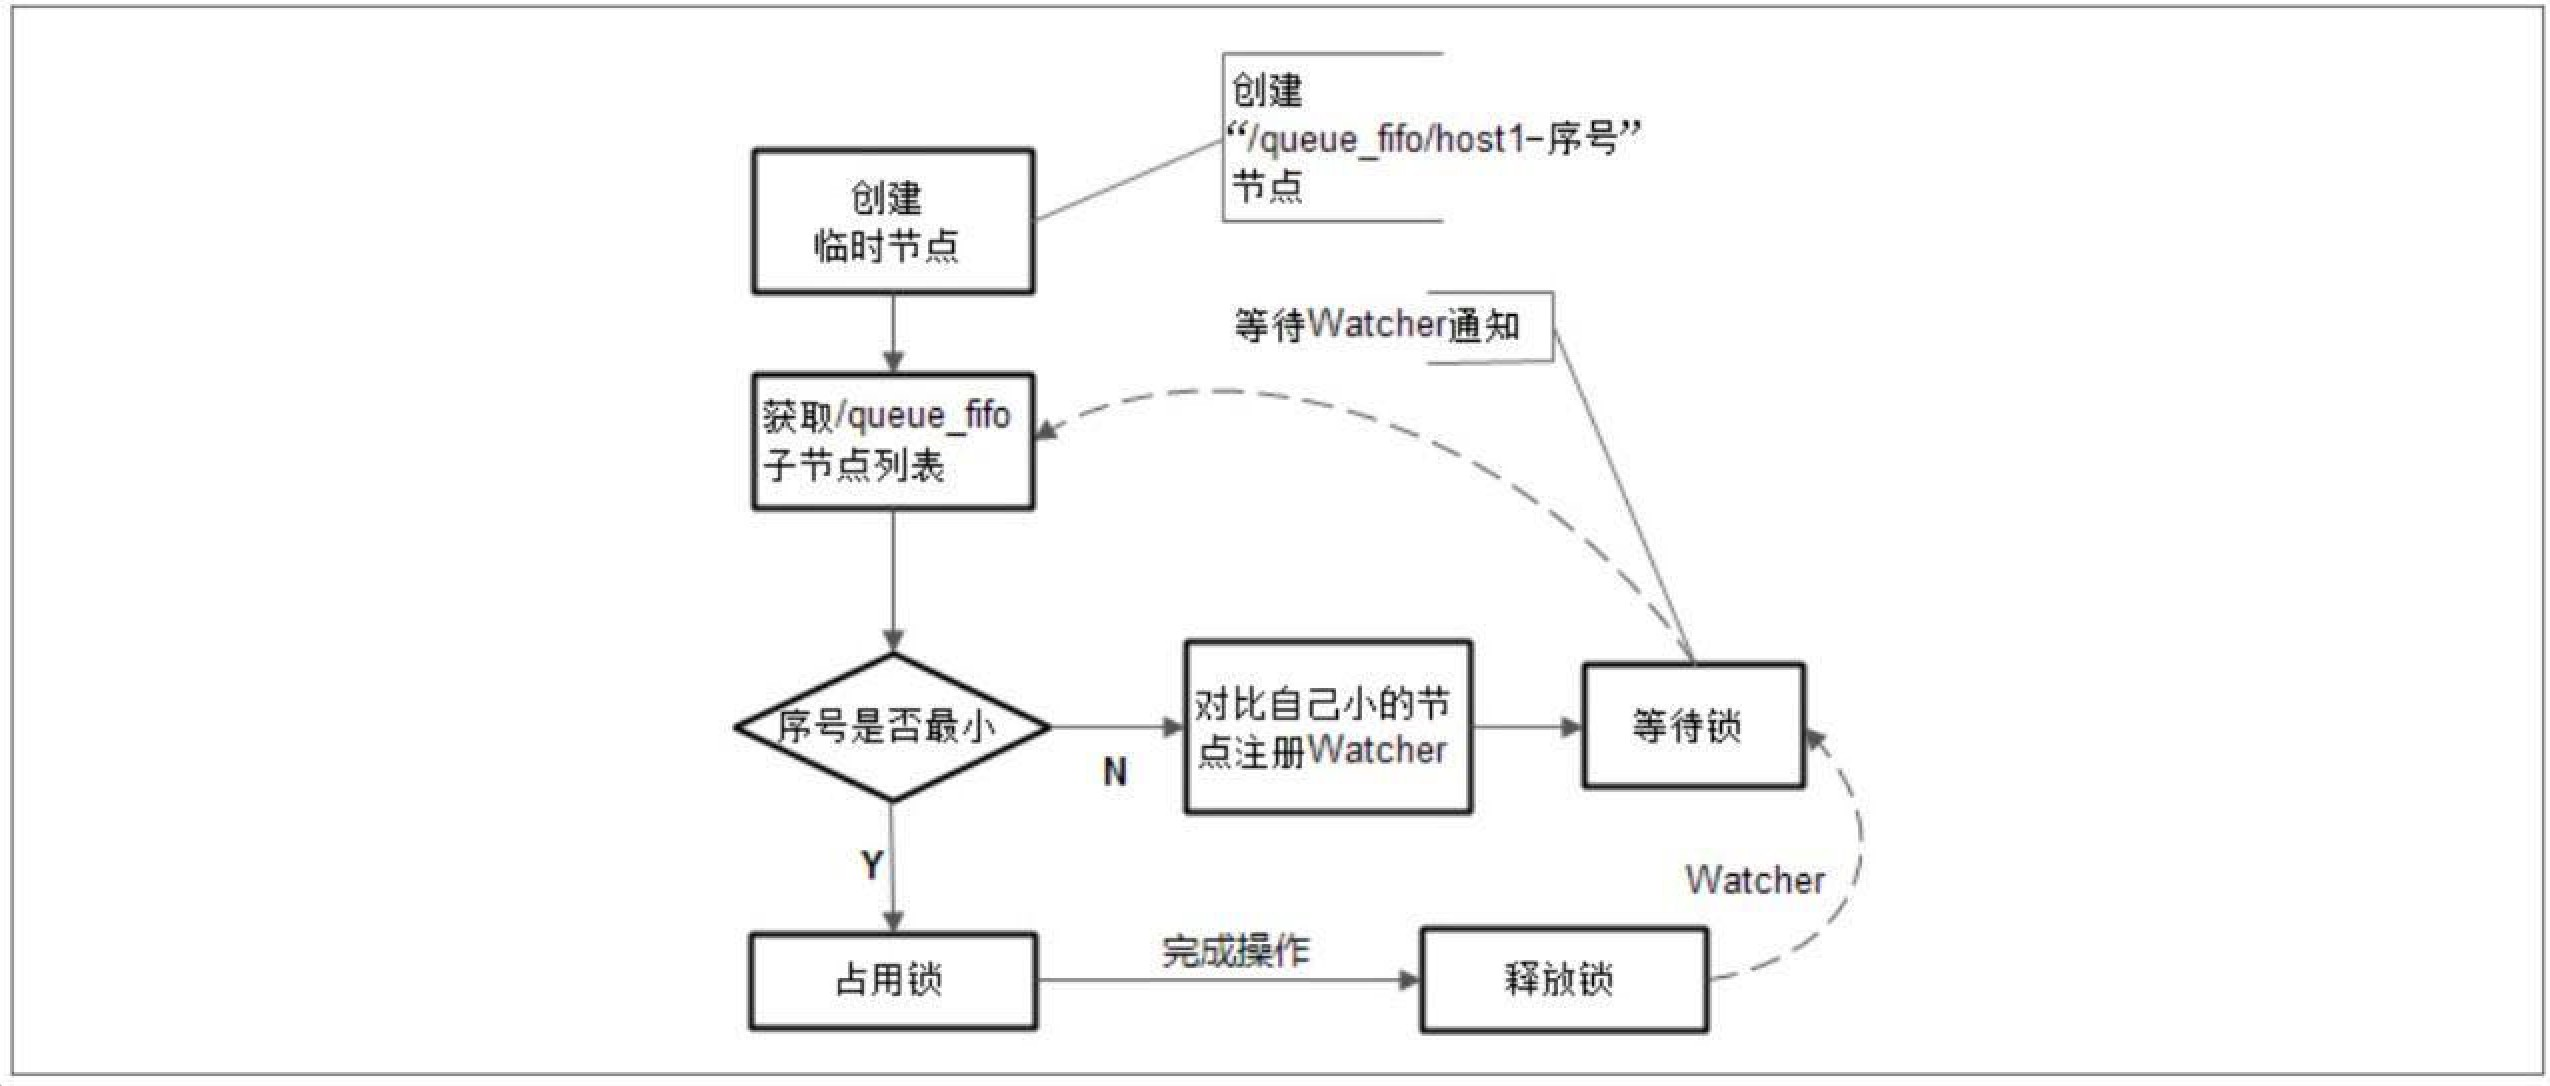 创建
“/queue_fifo/host1-序号”
节点
创建
临时节点
等待Watcher通知
获取/queue_fifo
子节点列表
序号是否最小
N
对比自己小的节
点注册Watcher
等待锁
Y
Watcher
占用锁
完成操作
释放锁